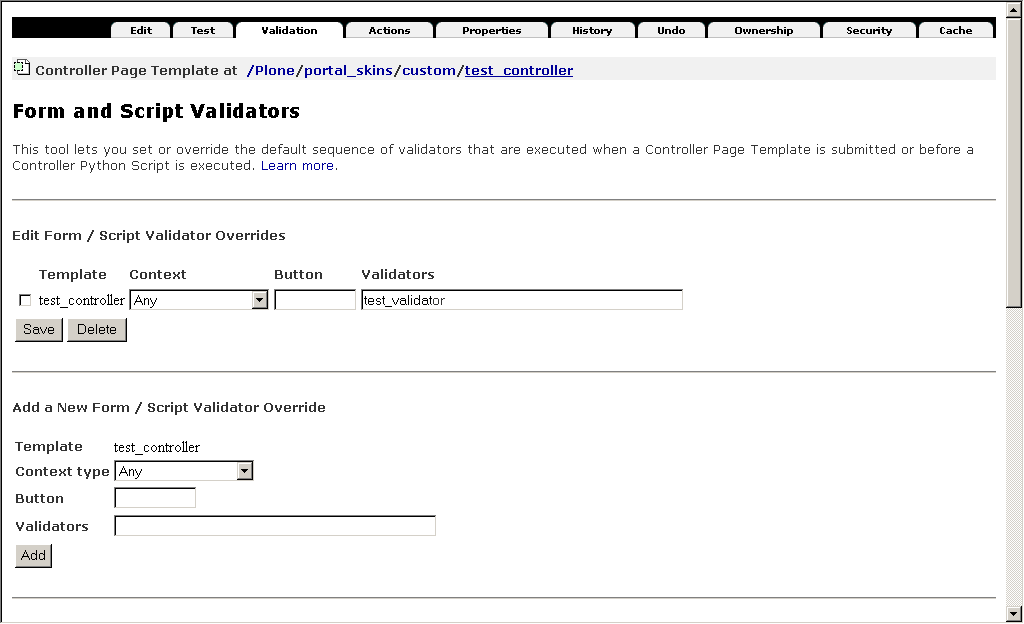 Edit Test Validation Actions Properties History Undo Ownership Security Cache
Controller Page Template at /Plone/portal_skins/custom/test_controller
Form and Script Validators
This tool lets you set or override the default sequence of validators that are executed when a Controller Page Template is submitted or before a
Controller Python Script is executed. Learn more.
Edit Form / Script Validator Overrides
Template Context Button Validators
test_controller Any test_validator
Save Delete
Add a New Form / Script Validator Override
Template test_controller
Context type Any
Button
Validators
Add